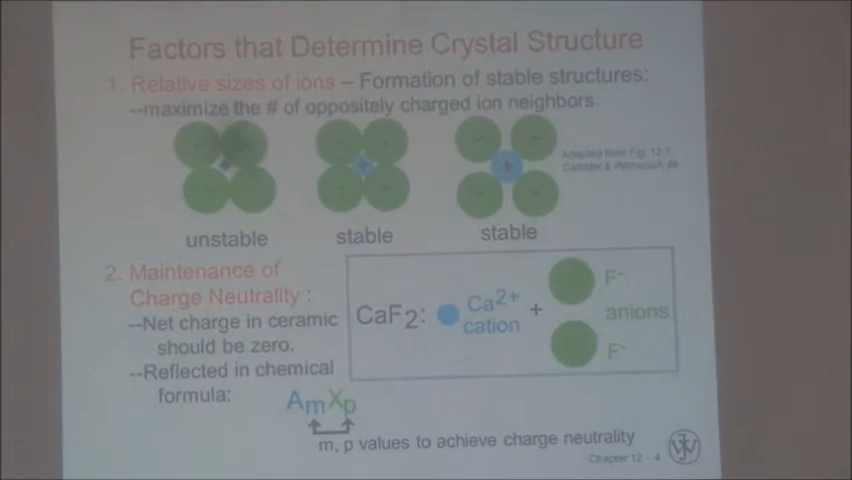 Factors that Determine Crystal Structure
1. Relative sizes of ions – Formation of stable structures:
--maximize the # of oppositely charged ion neighbors.
- - - - - -
- - + - - + - -
Adapted from Fig. 12.1,
Callister & Rethwisch 8e.
unstable stable stable
2. Maintenance of
Charge Neutrality :
--Net charge in ceramic
should be zero.
--Reflected in chemical
formula:
CaF2: Ca2+ cation + F- anions F-
AmXp
m, p values to achieve charge neutrality
Chapter 12 - 4